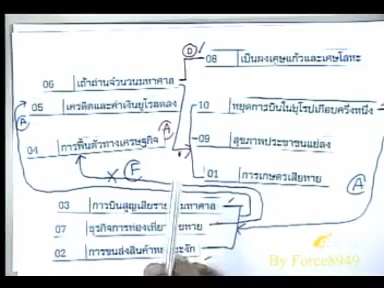 D
08 เป็นผงเศษแก้วและเศษโลหะ
06 เถ้าถ่านจำนวนมหาศาล
05 เครดิตและค่าเงินยูโรลดลง
10 หยุดการบินในยุโรปเกือบครึ่งหนึ่ง
A
A
04 การฟื้นตัวทางเศรษฐกิจ
09 สุขภาพประชาชนแย่ลง
X F
01 การเกษตรเสียหาย
A
03 การบินสูญเสียราย มหาศาล
07 ธุรกิจการท่องเที่ยว หาย
02 การขนส่งสินค้าหยุดชะงัก
By Force8949